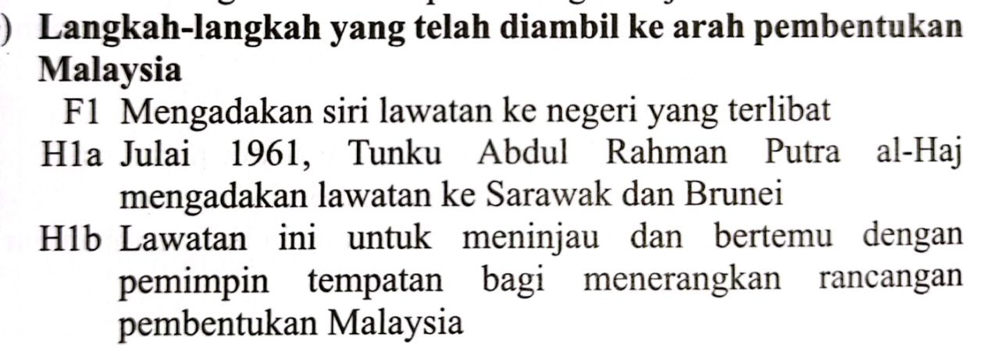 ) Langkah-langkah yang telah diambil ke arah pembentukan
Malaysia
F1 Mengadakan siri lawatan ke negeri yang terlibat
H1a Julai 1961, Tunku Abdul Rahman Putra al-Haj
mengadakan lawatan ke Sarawak dan Brunei
H1b Lawatan ini untuk meninjau dan bertemu dengan
pemimpin tempatan bagi menerangkan rancangan
pembentukan Malaysia